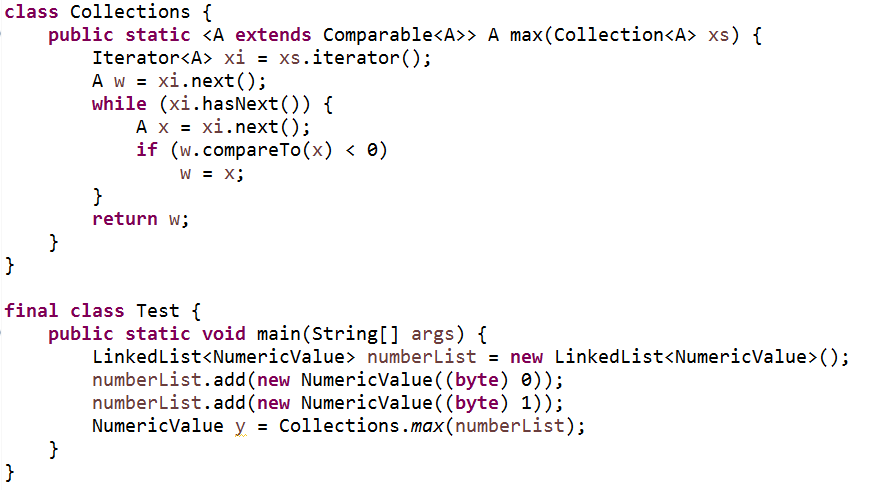 class Collections {
    public static <A extends Comparable<A>> A max(Collection<A> xs) {
        Iterator<A> xi = xs.iterator();
        A w = xi.next();
        while (xi.hasNext()) {
            A x = xi.next();
            if (w.compareTo(x) < 0)
                w = x;
        }
        return w;
    }
}

final class Test {
    public static void main(String[] args) {
        LinkedList<NumericValue> numberList = new LinkedList<NumericValue>();
        numberList.add(new NumericValue((byte) 0));
        numberList.add(new NumericValue((byte) 1));
        NumericValue y = Collections.max(numberList);
    }
}